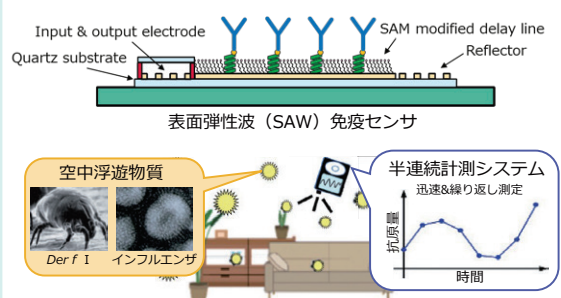 Input & output electrode
Quartz substrate
SAM modified delay line
Reflector
表面弾性波（SAW）免疫センサ
空中浮遊物質
Der f I
インフルエンザ
半連続計測システム
迅速&繰り返し測定
抗原量
時間